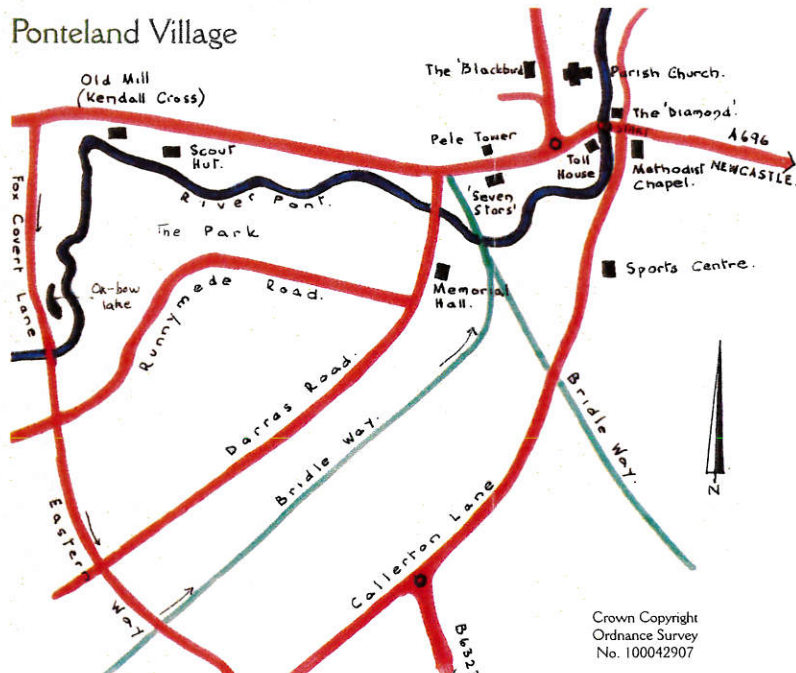 Ponteland Village
Old Mill
(Kendall Cross)
Scout
Hut.
The 'Blackbird'
Parish Church.
The 'Diamond'.
START
A696
NEWCASTLE.
Pele Tower
Toll
House
Methodist
Chapel.
'Seven
Stars'
River Pont.
The Park
Fox Covert Lane
Ox-bow
lake
Runnymede Road.
Memorial
Hall.
Sports Centre.
Darras Road.
Bridle Way.
Bridle Way.
Callerton Lane
Eastern Way
B632
N
Crown Copyright
Ordnance Survey
No. 100042907